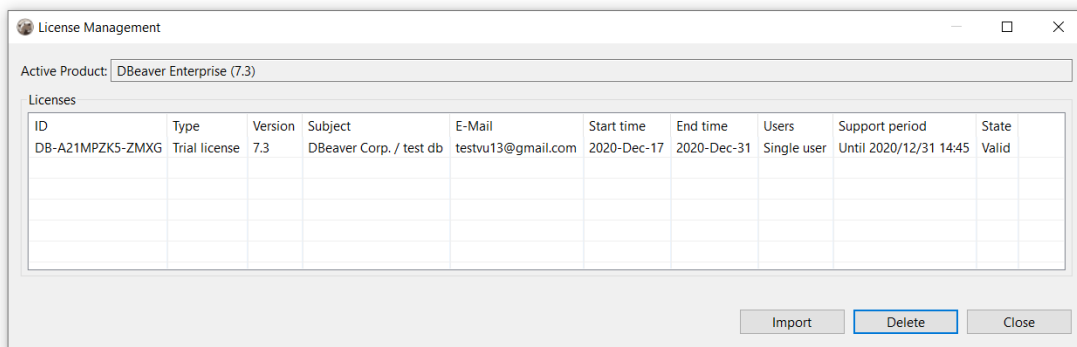 License Management
Active Product: DBeaver Enterprise (7.3)
Licenses
ID Type Version Subject E-Mail Start time End time Users Support period State
DB-A21MPZK5-ZMXG Trial license 7.3 DBeaver Corp. / test db testvu13@gmail.com 2020-Dec-17 2020-Dec-31 Single user Until 2020/12/31 14:45 Valid
Import Delete Close